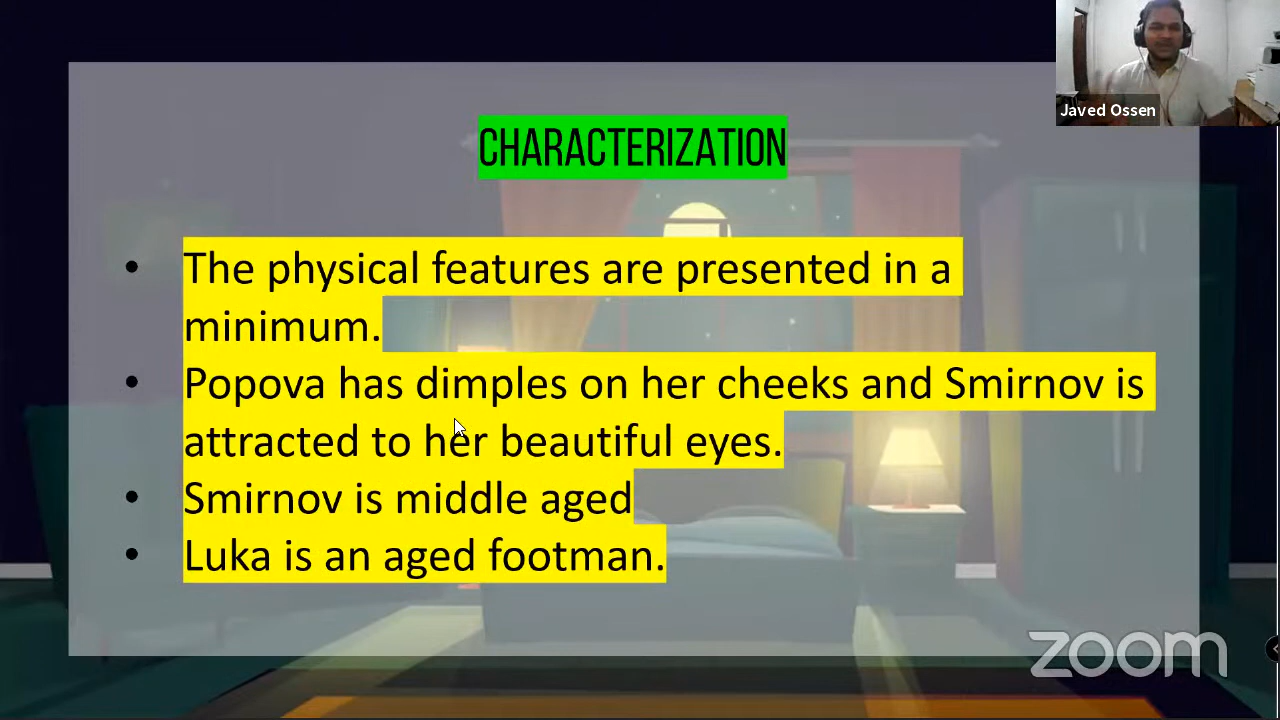 Javed Ossen
CHARACTERIZATION
• The physical features are presented in a
minimum.
• Popova has dimples on her cheeks and Smirnov is
attracted to her beautiful eyes.
• Smirnov is middle aged
• Luka is an aged footman.
zoom